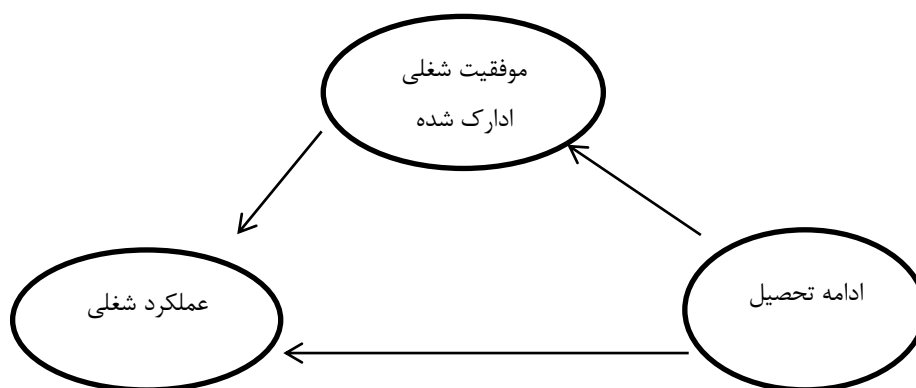 موفقیت شغلی
ادارک شده
ادامه تحصیل
عملکرد شغلی